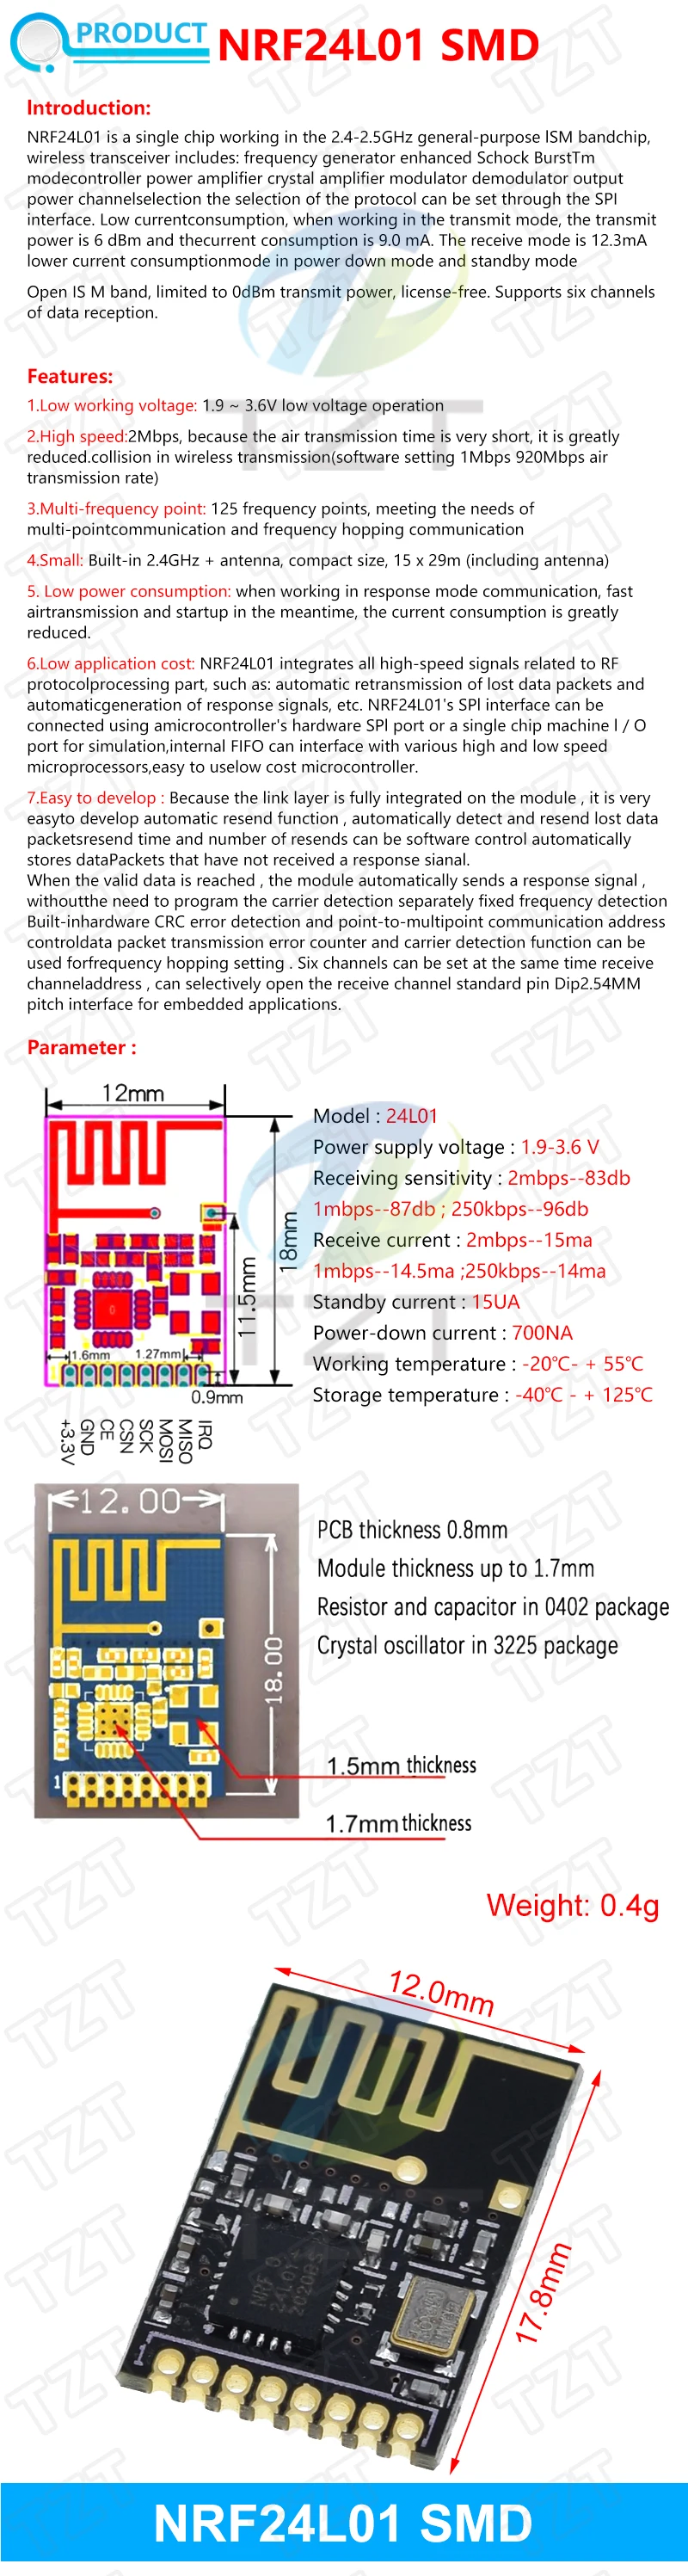 PRODUCT NRF24L01 SMD
Introduction:
NRF24L01 is a single chip working in the 2.4-2.5GHz general-purpose lSM bandchip,
wireless transceiver includes: frequency generator enhanced Schock BurstTm
modecontroller power amplifier crystal amplifier modulator demodulator output
power channelselection the selection of the protocol can be set through the SPI
interface. Low currentconsumption, when working in the transmit mode, the transmit
power is 6 dBm and thecurrent consumption is 9.0 mA. The receive mode is 12.3mA
lower current consumptionmode in power down mode and standby mode
Open IS M band, limited to 0dBm transmit power, license-free. Supports six channels
of data reception.
Features:
1.Low working voltage: 1.9 ~ 3.6V low voltage operation
2.High speed:2Mbps, because the air transmission time is very short, it is greatly
reduced.collision in wireless transmission(software setting 1Mbps 920Mbps air
transmission rate)
3.Multi-frequency point: 125 frequency points, meeting the needs of
multi-pointcommunication and frequency hopping communication
4.Small: Built-in 2.4GHz + antenna, compact size, 15 x 29m (including antenna)
5. Low power consumption: when working in response mode communication, fast
airtransmission and startup in the meantime, the current consumption is greatly
reduced.
6.Low application cost: NRF24L01 integrates all high-speed signals related to RF
protocolprocessing part, such as: automatic retransmission of lost data packets and
automaticgeneration of response signals, etc. NRF24L01's SPl interface can be
connected using amicrocontroller's hardware SPl port or a single chip machine l / O
port for simulation,internal FIFO can interface with various high and low speed
microprocessors,easy to uselow cost microcontroller.
7.Easy to develop : Because the link layer is fully integrated on the module , it is very
easyto develop automatic resend function , automatically detect and resend lost data
packetsresend time and number of resends can be software control automatically
stores dataPackets that have not received a response sianal.
When the valid data is reached , the module automatically sends a response signal ,
withoutthe need to program the carrier detection separately fixed frequency detection
Built-inhardware CRC error detection and point-to-multipoint communication address
controldata packet transmission error counter and carrier detection function can be
used forfrequency hopping setting . Six channels can be set at the same time receive
channeladdress , can selectively open the receive channel standard pin Dip2.54MM
pitch interface for embedded applications.
Parameter :
12mm
18mm
11.5mm
1.6mm
1.27mm
0.9mm
+3.3V
GND
CE
CSN
SCK
MOSI
MISO
IRQ
Model : 24L01
Power supply voltage : 1.9-3.6 V
Receiving sensitivity : 2mbps--83db
1mbps--87db ; 250kbps--96db
Receive current : 2mbps--15ma
1mbps--14.5ma ;250kbps--14ma
Standby current : 15UA
Power-down current : 700NA
Working temperature : -20℃- + 55℃
Storage temperature : -40℃ - + 125℃
12.00
18.00
1
PCB thickness 0.8mm
Module thickness up to 1.7mm
Resistor and capacitor in 0402 package
Crystal oscillator in 3225 package
1.5mm thickness
1.7mm thickness
Weight: 0.4g
12.0mm
17.8mm
NRF24L01 SMD
TZT